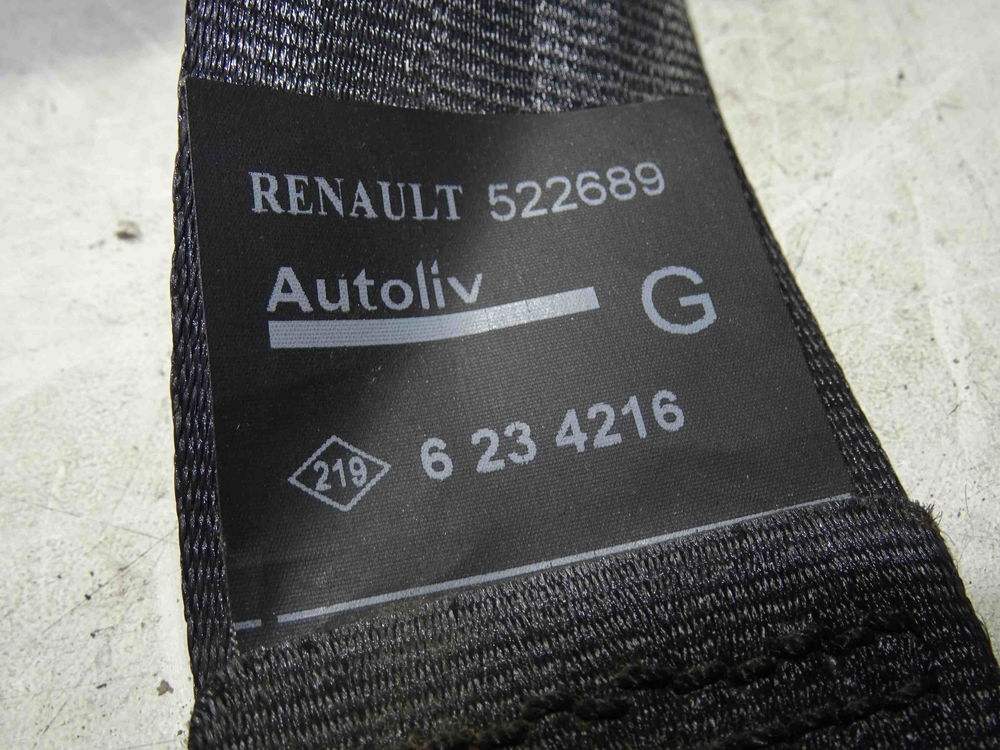 RENAULT 522689
Autoliv G
219 6 23 4216